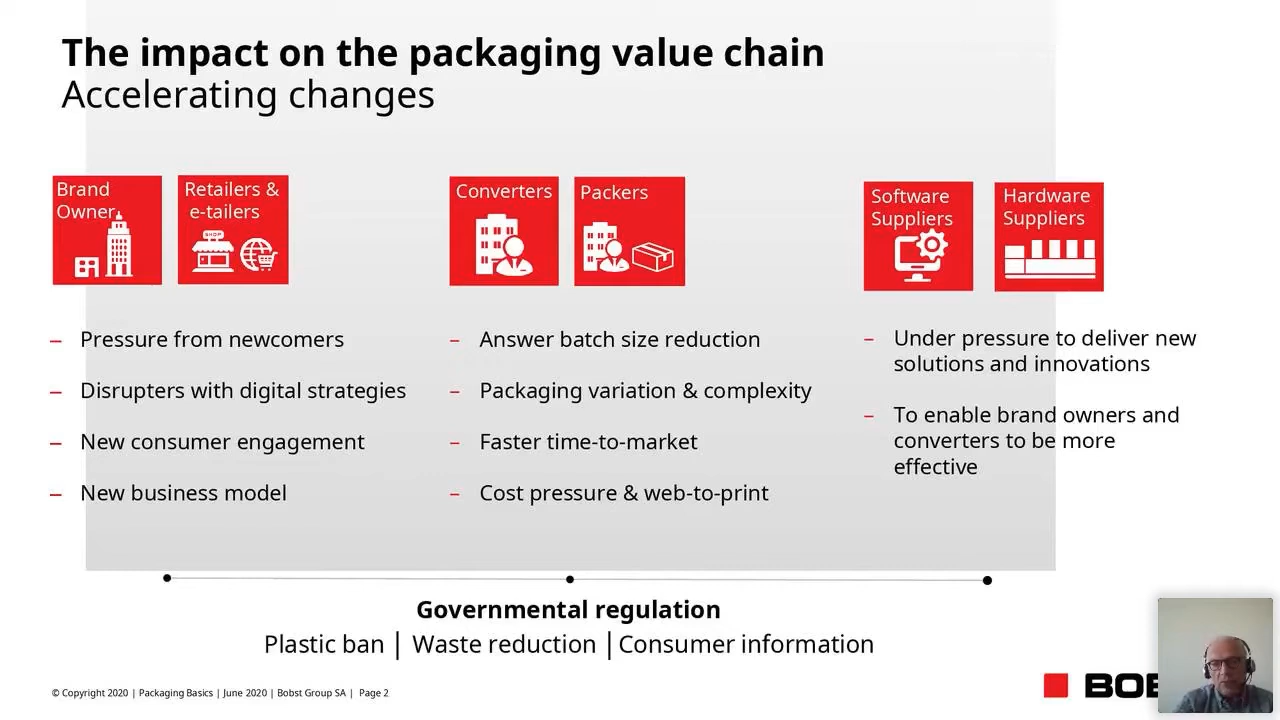 The impact on the packaging value chain
Accelerating changes
Brand
Owner
Retailers &
e-tailers
SHOP
Converters
Packers
Software
Suppliers
Hardware
Suppliers
– Pressure from newcomers
– Disrupters with digital strategies
– New consumer engagement
– New business model
– Answer batch size reduction
– Packaging variation & complexity
– Faster time-to-market
– Cost pressure & web-to-print
– Under pressure to deliver new
solutions and innovations
– To enable brand owners and
converters to be more
effective
Governmental regulation
Plastic ban | Waste reduction | Consumer information
© Copyright 2020 | Packaging Basics | June 2020 | Bobst Group SA | Page 2